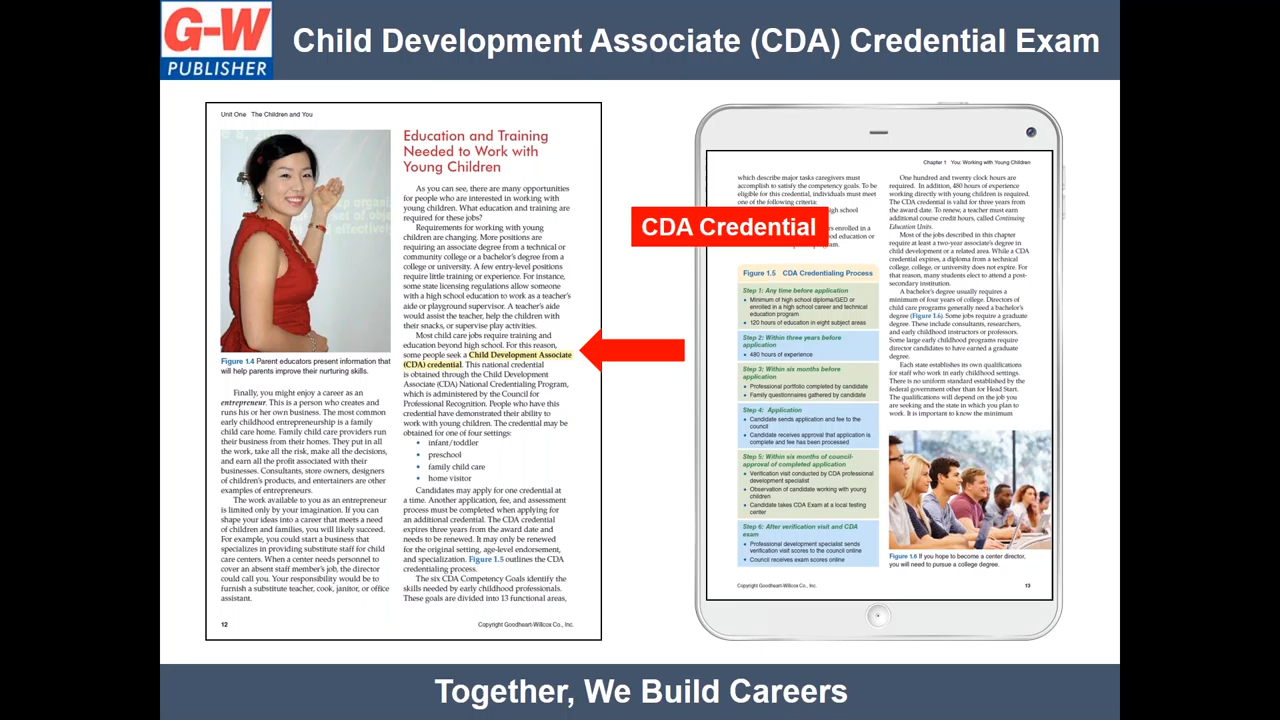 G-W
PUBLISHER
Child Development Associate (CDA) Credential Exam
Unit One The Children and You
Figure 1.4 Parent educators present information that
will help parents improve their nurturing skills.
Finally, you might enjoy a career as an
entrepreneur. This is a person who creates and
runs his or her own business. The most common
early childhood entrepreneurship is a family
child care home. Family child care providers run
their business from their homes. They put in all
the work, take all the risk, make all the decisions,
and earn all the profit associated with their
businesses. Consultants, store owners, designers
of children's products, and entertainers are other
examples of entrepreneurs.
The work available to you as an entrepreneur
is limited only by your imagination. If you can
shape your ideas into a career that meets a need
of children and families, you will likely succeed.
For example, you could start a business that
specializes in providing substitute staff for child
care centers. When a center needs personnel to
cover an absent staff member's job, the director
could call you. Your responsibility would be to
furnish a substitute teacher, cook, janitor, or office
assistant.
Education and Training
Needed to Work with
Young Children
As you can see, there are many opportunities
for people who are interested in working with
young children. What education and training are
required for these jobs?
Requirements for working with young
children are changing. More positions are
requiring an associate degree from a technical or
community college or a bachelor's degree from a
college or university. A few entry-level positions
require little training or experience. For instance,
some state licensing regulations allow someone
with a high school education to work as a teacher's
aide or playground supervisor. A teacher's aide
would assist the teacher, help the children with
their snacks, or supervise play activities.
Most child care jobs require training and
education beyond high school. For this reason,
some people seek a Child Development Associate
(CDA) credential. This national credential
is obtained through the Child Development
Associate (CDA) National Credentialing Program,
which is administered by the Council for
Professional Recognition. People who have this
credential have demonstrated their ability to
work with young children. The credential may be
obtained for one of four settings:
• infant/toddler
• preschool
• family child care
• home visitor
Candidates may apply for one credential at
a time. Another application, fee, and assessment
process must be completed when applying for
an additional credential. The CDA credential
expires three years from the award date and
needs to be renewed. It may only be renewed
for the original setting, age-level endorsement,
and specialization. Figure 1.5 outlines the CDA
credentialing process.
The six CDA Competency Goals identify the
skills needed by early childhood professionals.
These goals are divided into 13 functional areas,
12
Copyright Goodheart-Willcox Co., Inc.
CDA Credential
Chapter 1 You: Working with Young Children
which describe major tasks caregivers must
accomplish to satisfy the competency goals. To be
eligible for this credential, individuals must meet
one of the following criteria:
high school
enrolled in a
education or
Figure 1.5 CDA Credentialing Process
Step 1: Any time before application
• Minimum of high school diploma/GED or
enrolled in a high school career and technical
education program
• 120 hours of education in eight subject areas
Step 2: Within three years before
application
• 480 hours of experience
Step 3: Within six months before
application
• Professional portfolio completed by candidate
• Family questionnaires gathered by candidate
Step 4: Application
• Candidate sends application and fee to the
council
• Candidate receives approval that application is
complete and fee has been processed
Step 5: Within six months of council-
approval of completed application
• Verification visit conducted by CDA professional
development specialist
• Observation of candidate working with young
children
• Candidate takes CDA Exam at a local testing
center
Step 6: After verification visit and CDA
exam
• Professional development specialist sends
verification visit scores to the council online
• Council receives exam scores online
One hundred and twenty clock hours are
required. In addition, 480 hours of experience
working directly with young children is required.
The CDA credential is valid for three years from
the award date. To renew, a teacher must earn
additional course credit hours, called Continuing
Education Units.
Most of the jobs described in this chapter
require at least a two-year associate's degree in
child development or a related area. While a CDA
credential expires, a diploma from a technical
college, college, or university does not expire. For
that reason, many students elect to attend a post-
secondary institution.
A bachelor's degree usually requires a
minimum of four years of college. Directors of
child care programs generally need a bachelor's
degree (Figure 1.6). Some jobs require a graduate
degree. These include consultants, researchers,
and early childhood instructors or professors.
Some large early childhood programs require
director candidates to have earned a graduate
degree.
Each state establishes its own qualifications
for staff who work in early childhood settings.
There is no uniform standard established by the
federal government other than for Head Start.
The qualifications will depend on the job you
are seeking and the state in which you plan to
work. It is important to know the minimum
Figure 1.6 If you hope to become a center director,
you will need to pursue a college degree.
Copyright Goodheart-Willcox Co., Inc.
13
Together, We Build Careers